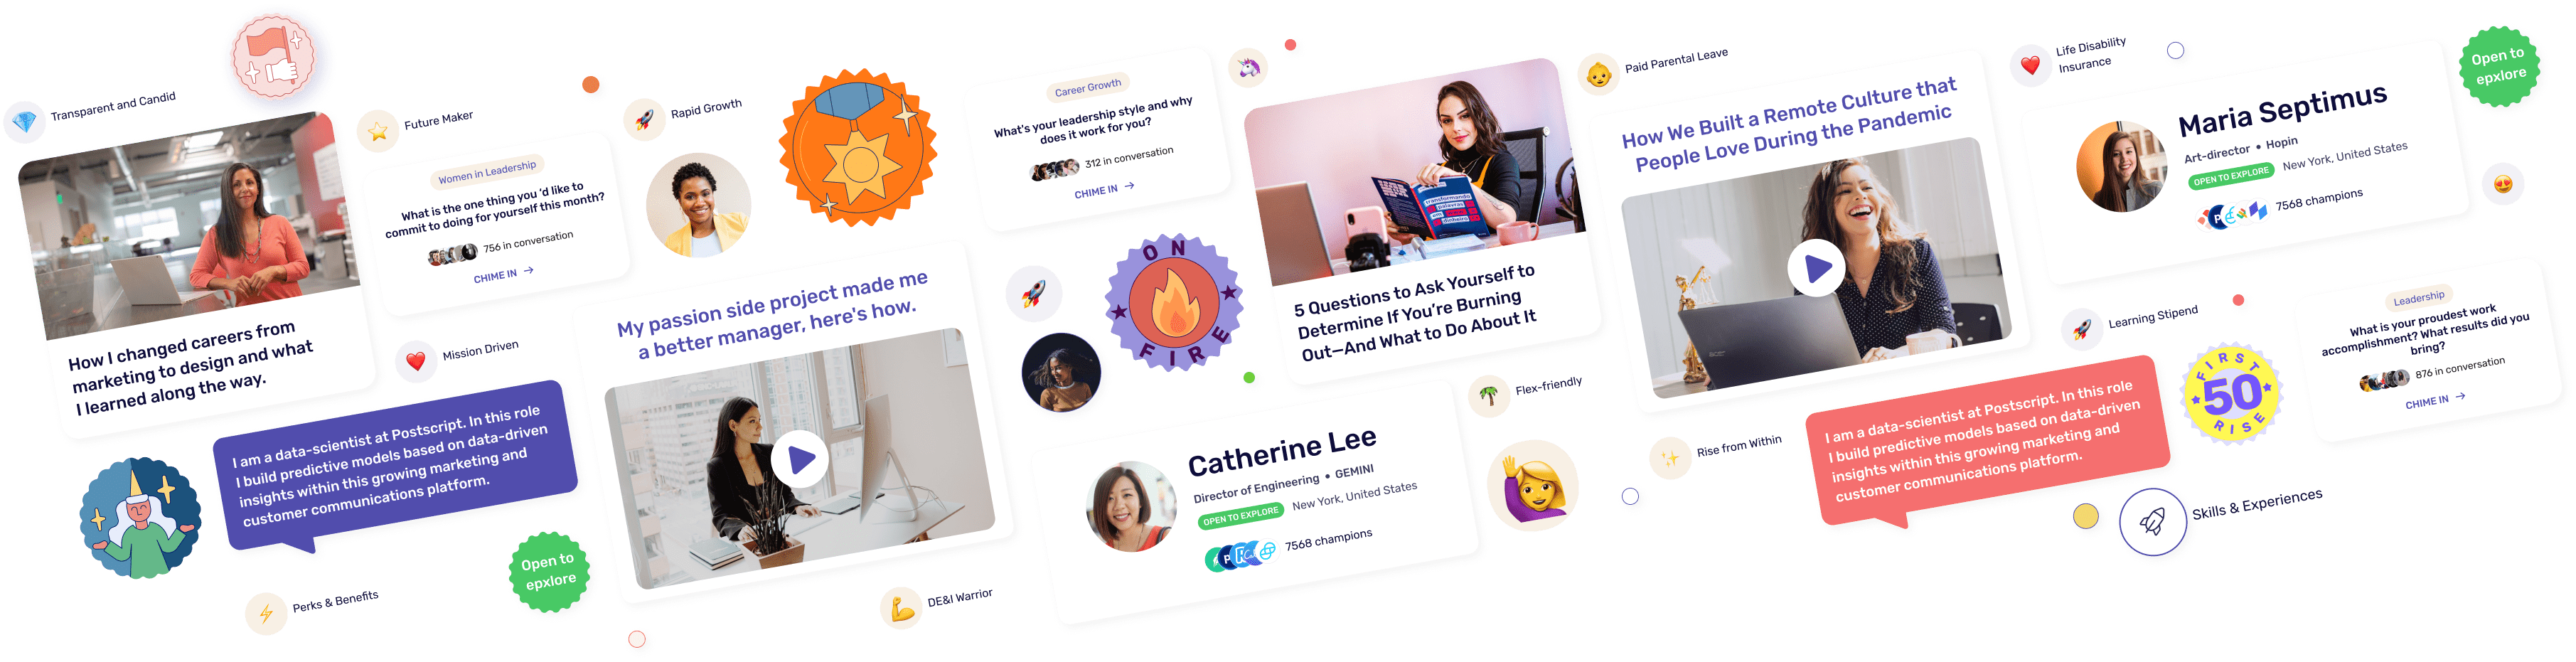 Transparent and Candid
How I changed careers from
marketing to design and what
I learned along the way.
Future Maker
Women in Leadership
What is the one thing you 'd like to
commit to doing for yourself this month?
756 in conversation
CHIME IN →
Mission Driven
I am a data-scientist at Postscript. In this role
I build predictive models based on data-driven
insights within this growing marketing and
customer communications platform.
Perks & Benefits
Open to
epxlore
Rapid Growth
My passion side project made me
a better manager, here's how.
DE&I Warrior
Career Growth
What's your leadership style and why
does it work for you?
312 in conversation
CHIME IN →
ON
FIRE
transformando
palavras
em
dinheiro
5 Questions to Ask Yourself to
Determine If You're Burning
Out—And What to Do About It
Catherine Lee
Director of Engineering • GEMINI
OPEN TO EXPLORE New York, United States
7568 champions
Flex-friendly
Paid Parental Leave
How We Built a Remote Culture that
People Love During the Pandemic
Rise from Within
I am a data-scientist at Postscript. In this role
I build predictive models based on data-driven
insights within this growing marketing and
customer communications platform.
Life Disability
Insurance
Maria Septimus
Art-director • Hopin
OPEN TO EXPLORE New York, United States
7568 champions
Open to
epxlore
Learning Stipend
FIRST
50
RISE
Skills & Experiences
Leadership
What is your proudest work
accomplishment? What results did you
bring?
876 in conversation
CHIME IN →